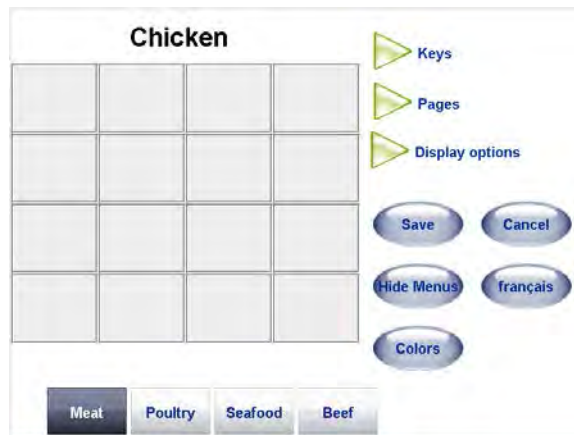 Chicken
Keys
Pages
Display options
Save
Cancel
Hide Menus
français
Colors
Meat
Poultry
Seafood
Beef